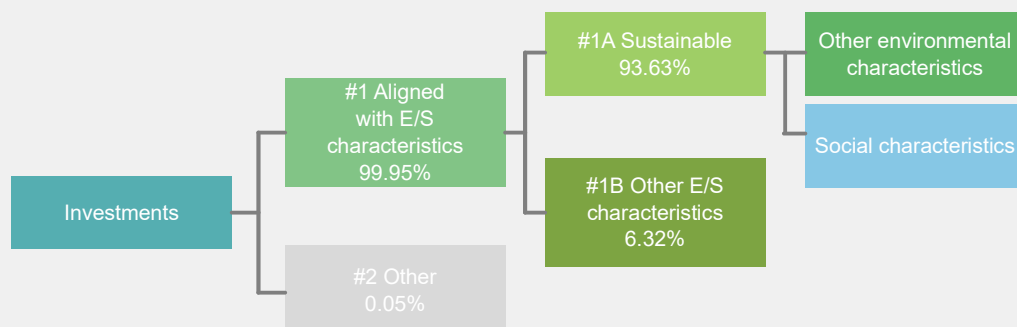 Investments
#1 Aligned
with E/S
characteristics
99.95%
#2 Other
0.05%
#1A Sustainable
93.63%
#1B Other E/S
characteristics
6.32%
Other environmental
characteristics
Social characteristics